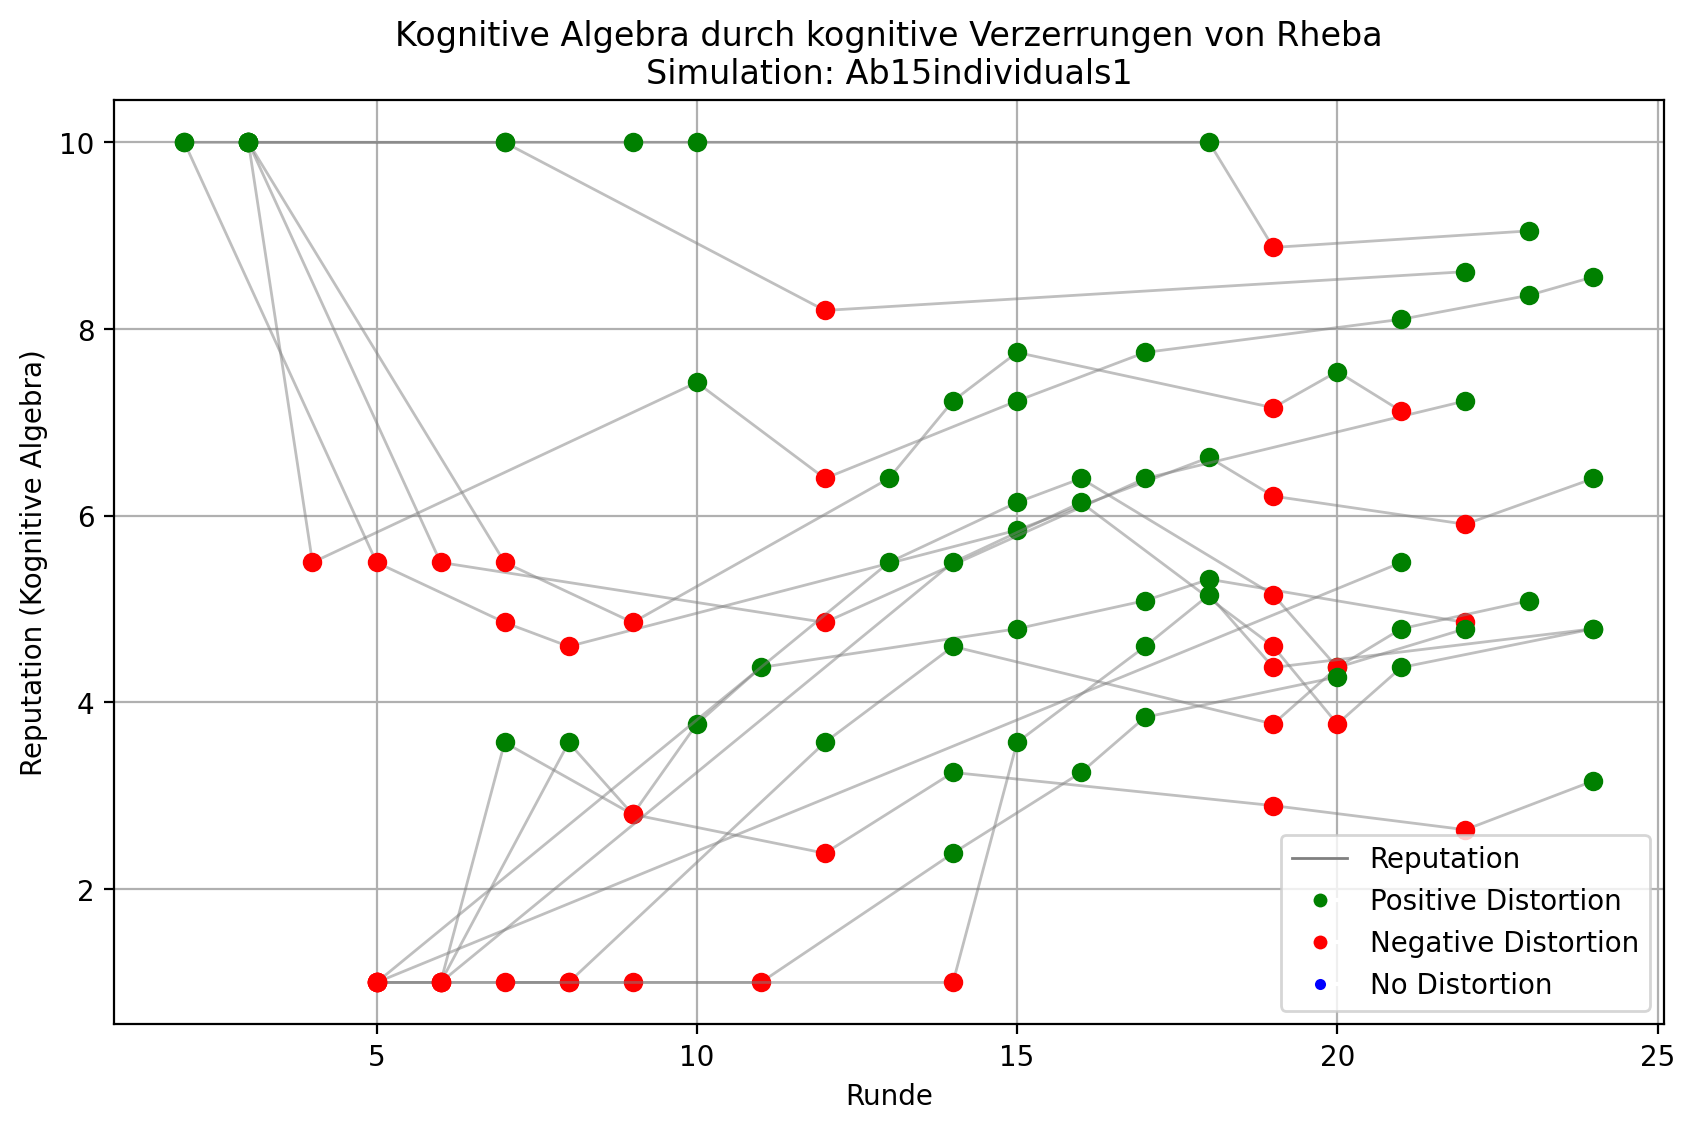 Kognitive Algebra durch kognitive Verzerrungen von Rheba
Simulation: Ab15individuals1
Reputation (Kognitive Algebra)
10
8
6
4
2
5
10
15
20
25
Runde
Reputation
Positive Distortion
Negative Distortion
No Distortion